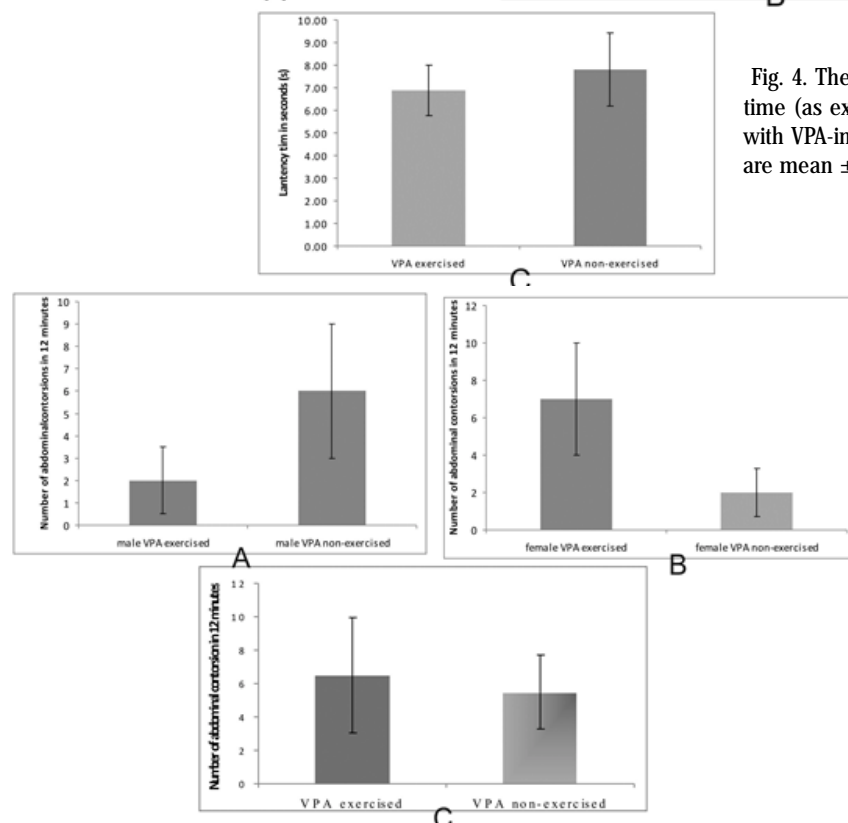 10.00
9.00
8.00
7.00
6.00
5.00
4.00
3.00
2.00
1.00
0.00
Lantency tim in seconds (s)
VPA exercised
VPA non-exercised
C
Fig. 4. The
time (as ex
with VPA-in
are mean ±
10
9
8
7
6
5
4
3
2
1
0
Number of abdominal contorsions in 12 minutes
male VPA exercised
male VPA non-exercised
A
12
10
8
6
4
2
0
Number of abdominal contorsions in 12 minutes
female VPA exercised
female VPA non-exercised
B
12
10
8
6
4
2
0
Number of abdominal contorsion in 12 minutes
VPA exercised
VPA non-exercised
C